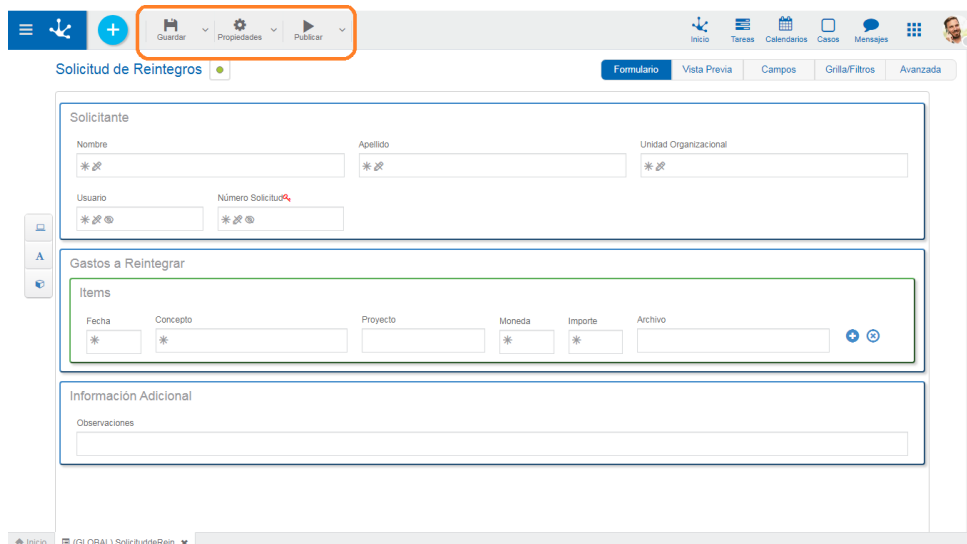 Guardar Propiedades Publicar Inicio Tareas Calendarios Casos Mensajes
Solicitud de Reintegros Formulario Vista Previa Campos Grilla/Filtros Avanzada
Solicitante
Nombre Apellido Unidad Organizacional
Usuario Número Solicitud
A
Gastos a Reintegrar
Items
Fecha Concepto Proyecto Moneda Importe Archivo
Información Adicional
Observaciones
Inicio (GLOBAL) SolicituddeRein